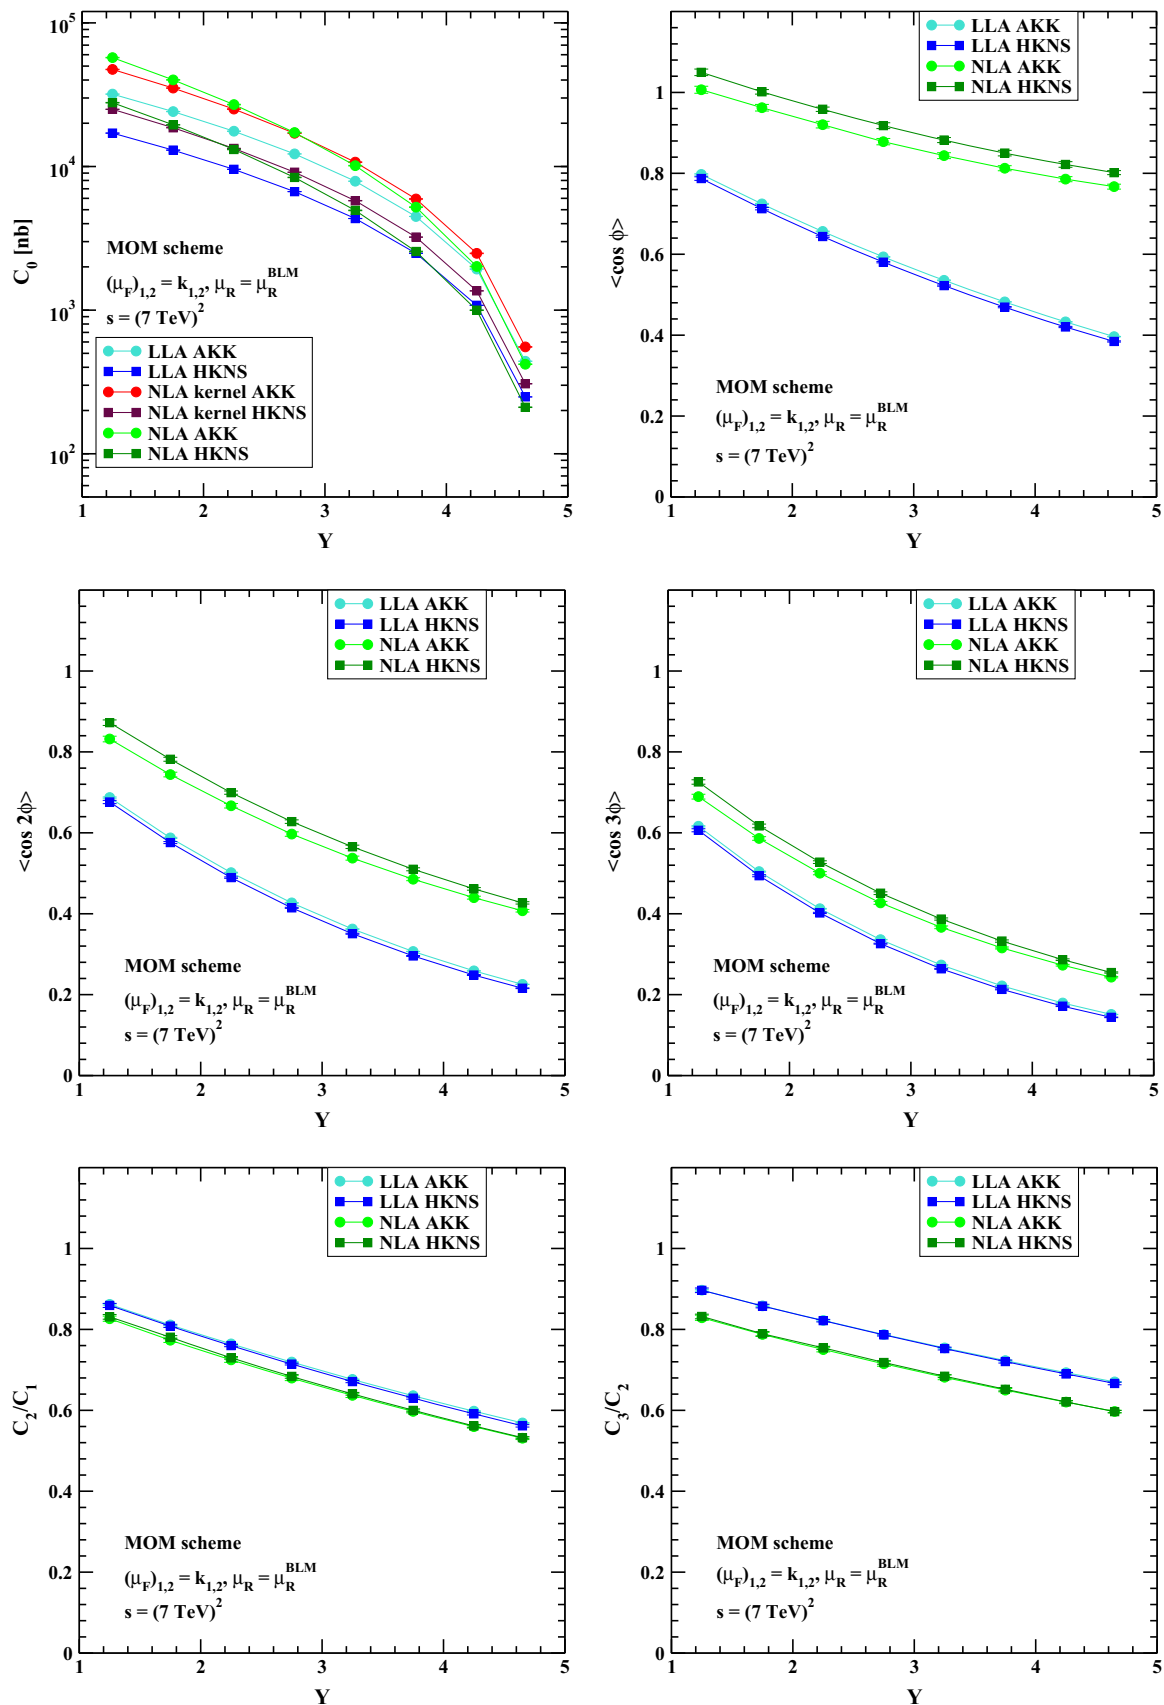 10^5
10^4
10^3
10^2
C_0 [nb]
MOM scheme
(μ_F)_{1,2} = k_{1,2}, μ_R = μ_R^{BLM}
s = (7 TeV)^2
LLA AKK
LLA HKNS
NLA kernel AKK
NLA kernel HKNS
NLA AKK
NLA HKNS
1 2 3 4 5
Y
LLA AKK
LLA HKNS
NLA AKK
NLA HKNS
1
0.8
0.6
0.4
0.2
0
<cos ϕ>
MOM scheme
(μ_F)_{1,2} = k_{1,2}, μ_R = μ_R^{BLM}
s = (7 TeV)^2
1 2 3 4 5
Y
LLA AKK
LLA HKNS
NLA AKK
NLA HKNS
1
0.8
0.6
0.4
0.2
0
<cos 2ϕ>
MOM scheme
(μ_F)_{1,2} = k_{1,2}, μ_R = μ_R^{BLM}
s = (7 TeV)^2
1 2 3 4 5
Y
LLA AKK
LLA HKNS
NLA AKK
NLA HKNS
1
0.8
0.6
0.4
0.2
0
<cos 3ϕ>
MOM scheme
(μ_F)_{1,2} = k_{1,2}, μ_R = μ_R^{BLM}
s = (7 TeV)^2
1 2 3 4 5
Y
LLA AKK
LLA HKNS
NLA AKK
NLA HKNS
1
0.8
0.6
0.4
0.2
0
C_2/C_1
MOM scheme
(μ_F)_{1,2} = k_{1,2}, μ_R = μ_R^{BLM}
s = (7 TeV)^2
1 2 3 4 5
Y
LLA AKK
LLA HKNS
NLA AKK
NLA HKNS
1
0.8
0.6
0.4
0.2
0
C_3/C_2
MOM scheme
(μ_F)_{1,2} = k_{1,2}, μ_R = μ_R^{BLM}
s = (7 TeV)^2
1 2 3 4 5
Y